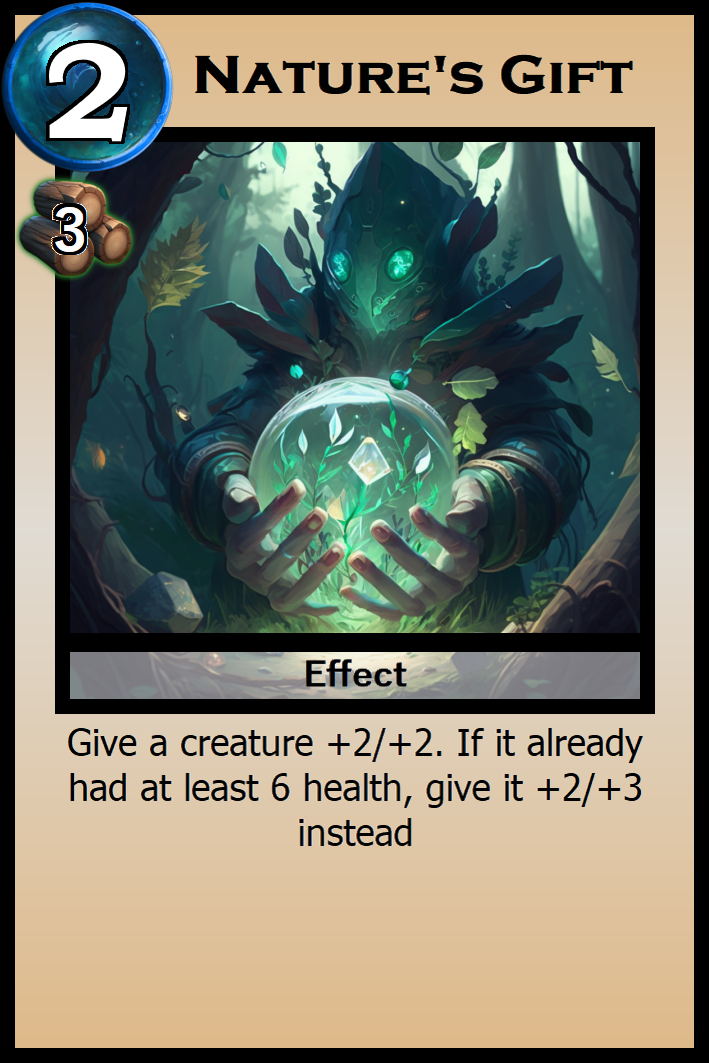 2
Nature's Gift
3
Effect
Give a creature +2/+2. If it already
had at least 6 health, give it +2/+3
instead